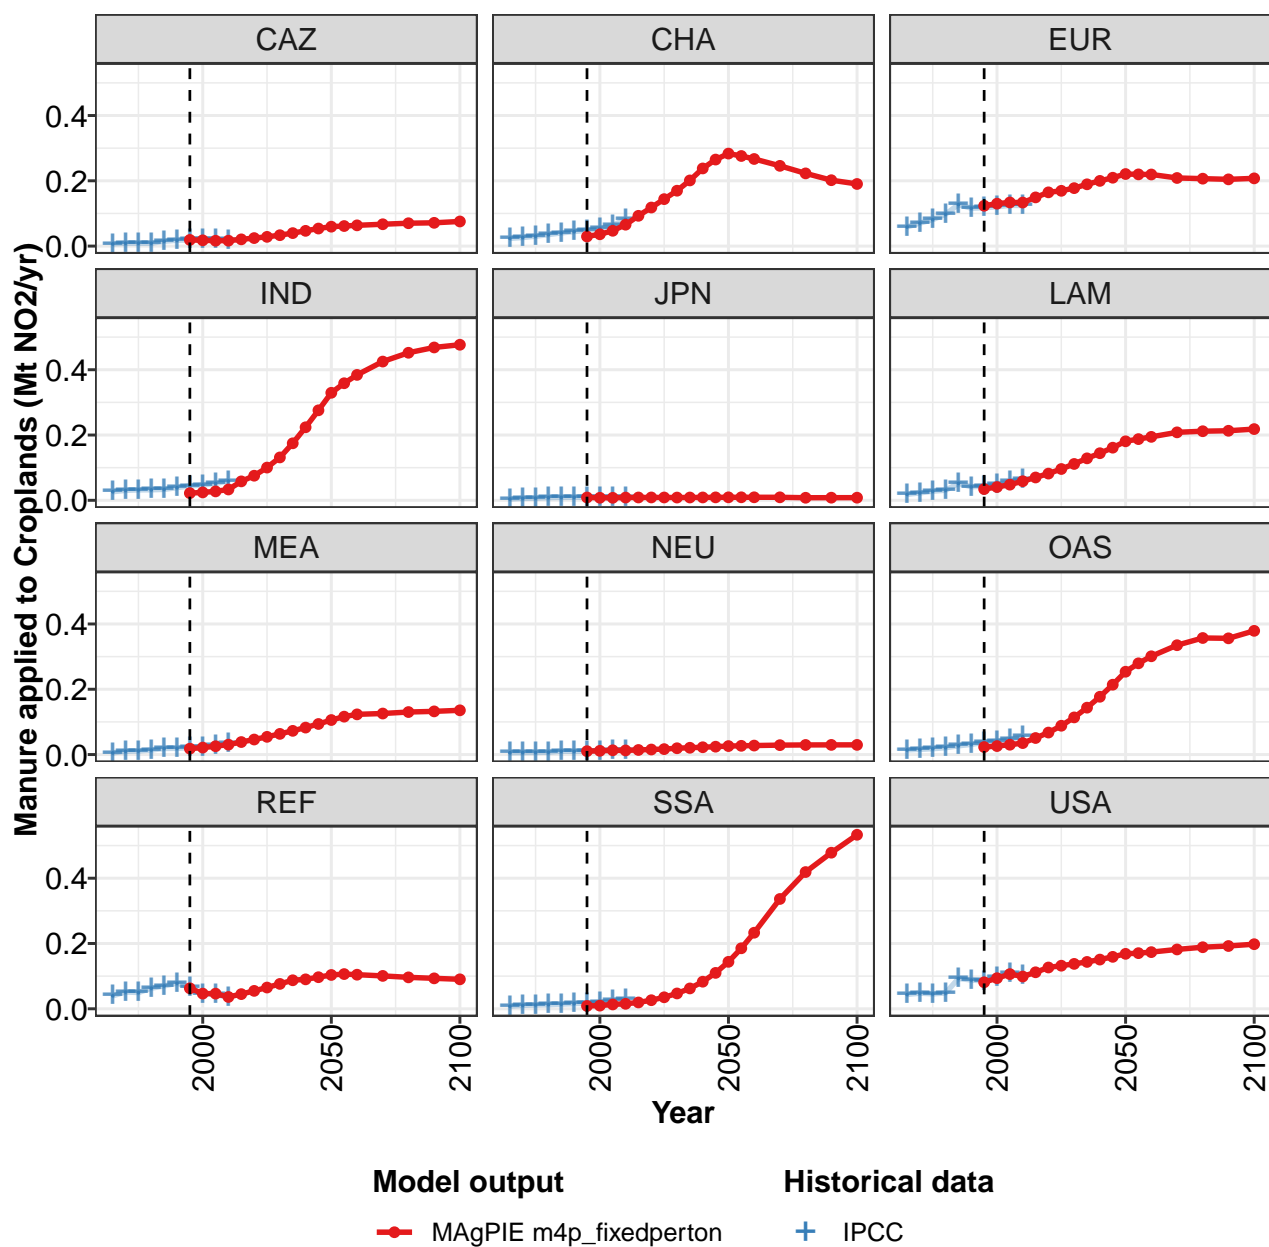 CAZ CHA EUR
0.4
0.2
0.0
IND JPN LAM
0.4
0.2
0.0
MEA NEU OAS
0.4
0.2
0.0
REF SSA USA
0.4
0.2
0.0
Manure applied to Croplands (Mt NO2/yr)
2000 2050 2100 2000 2050 2100 2000 2050 2100
Year
Model output Historical data
MAgPIE m4p_fixedperton IPCC